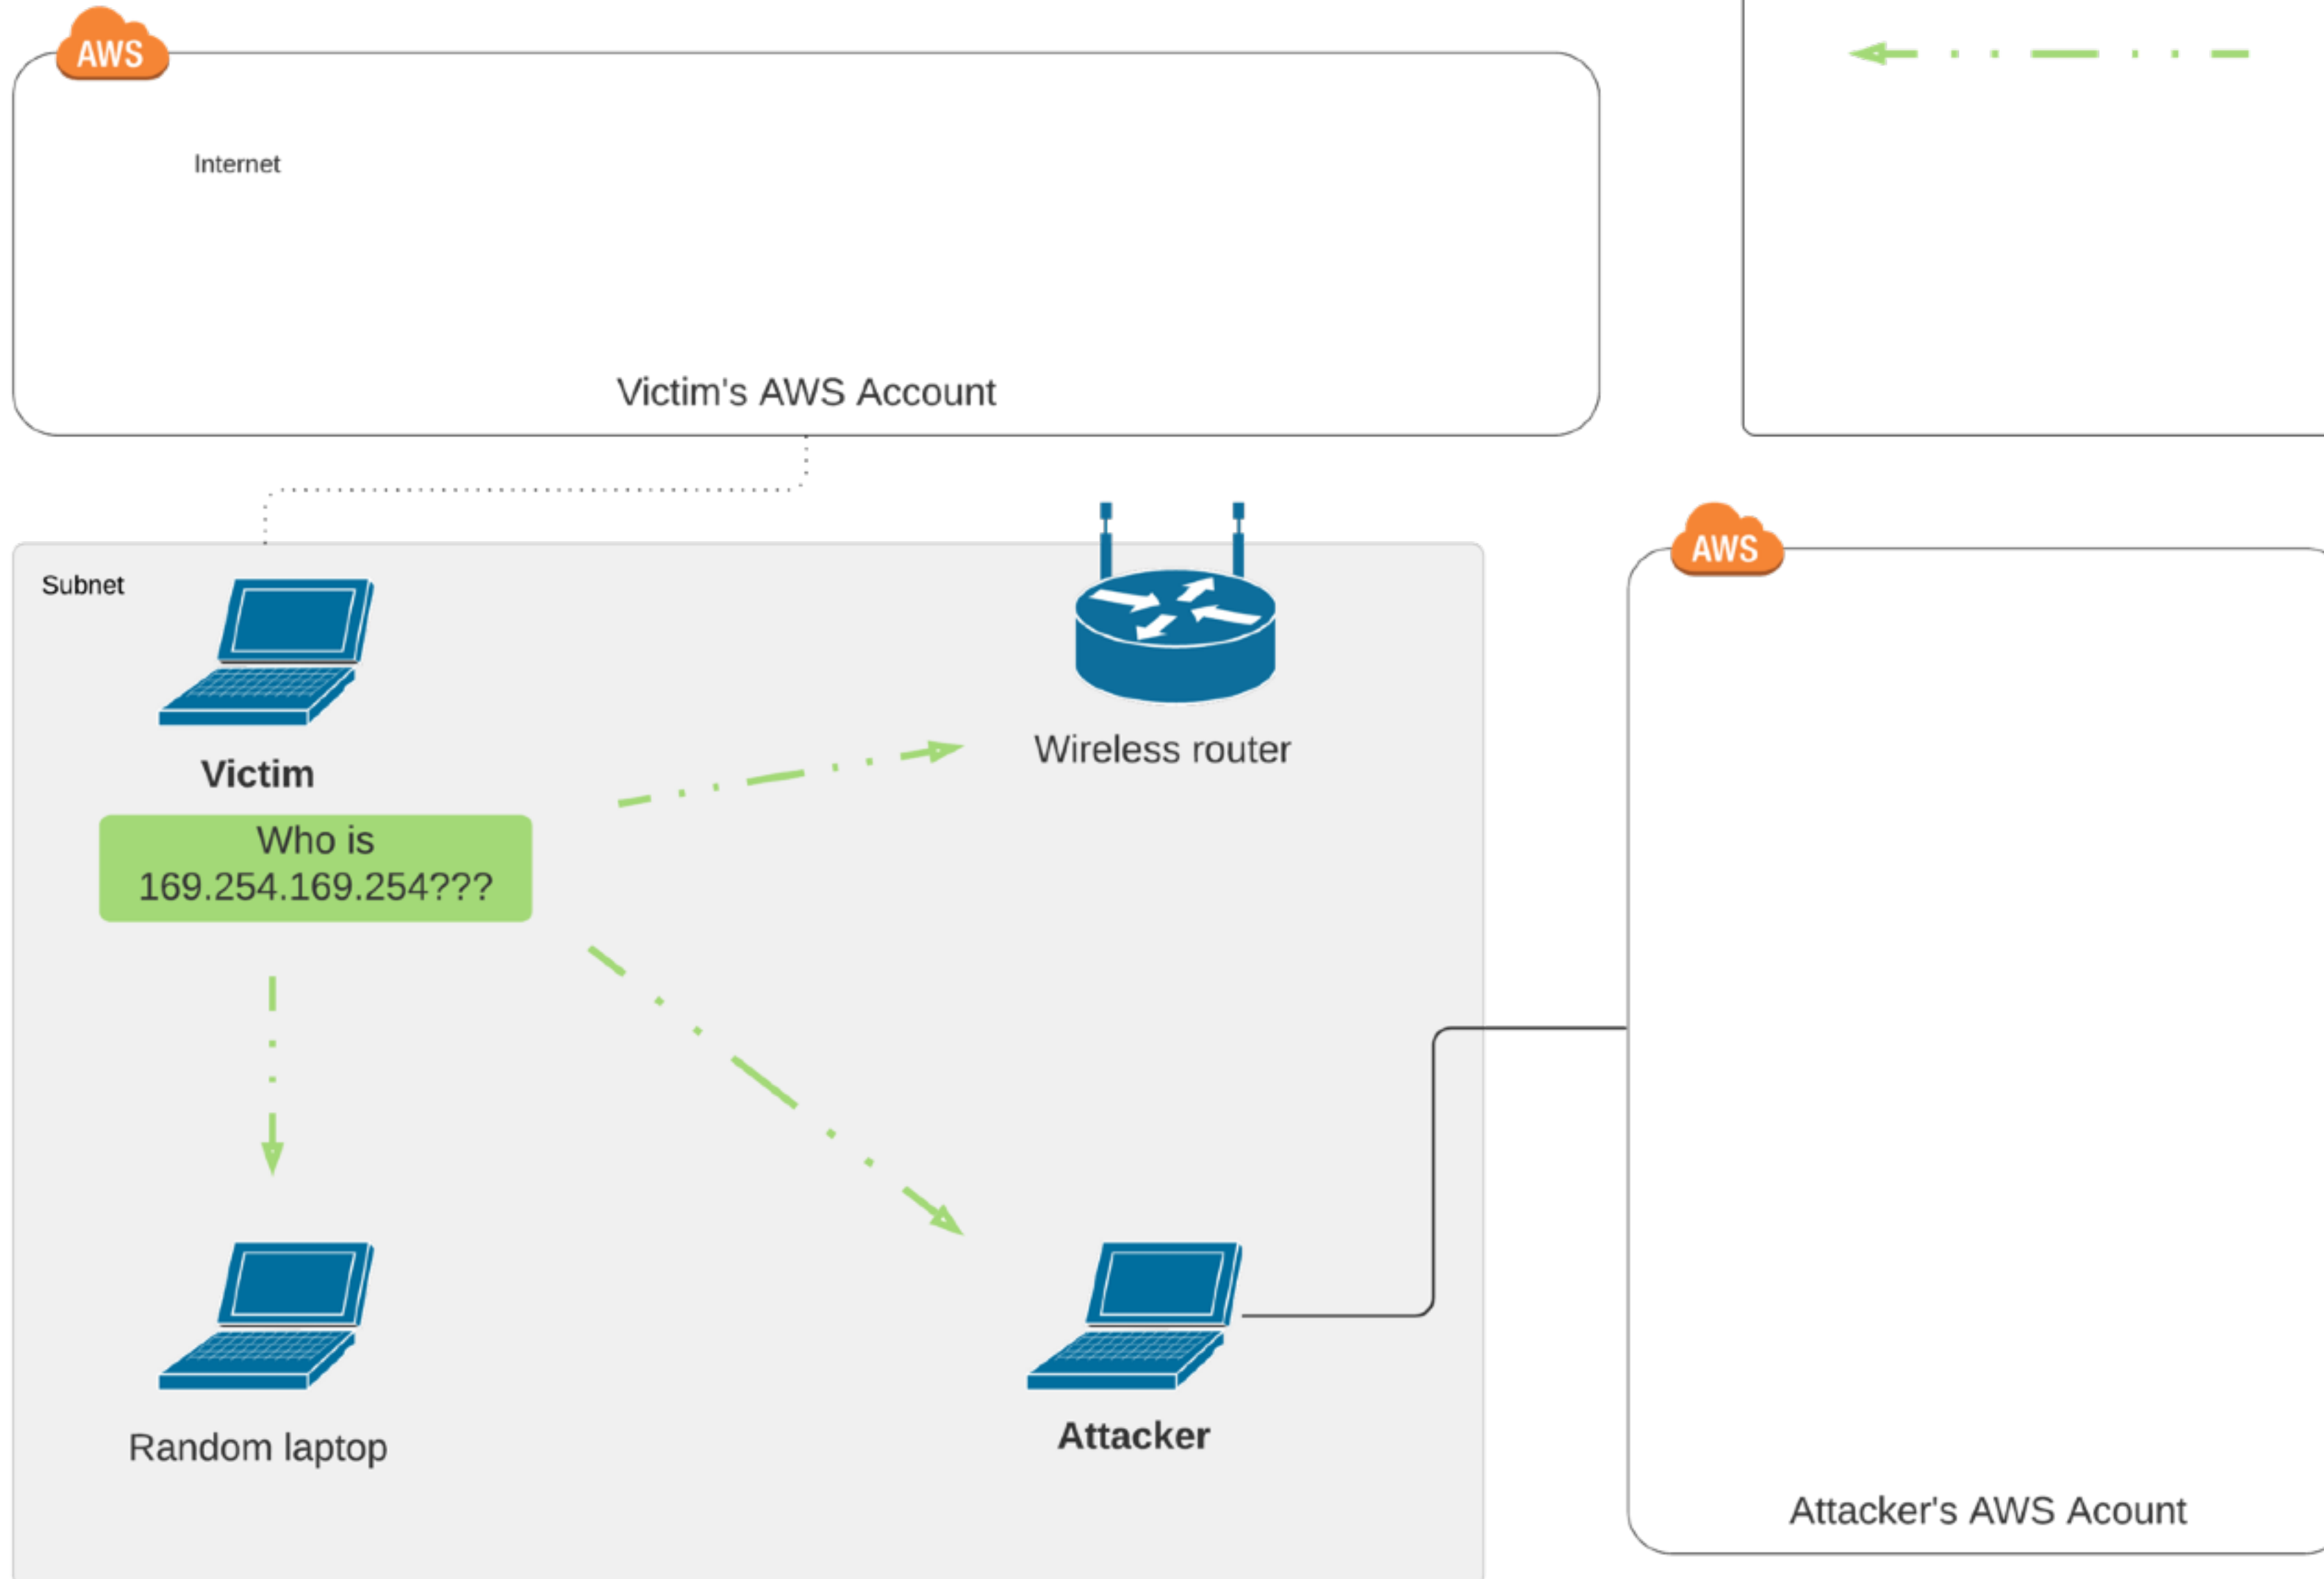 AWS
Internet
Victim's AWS Account
AWS
Subnet
Wireless router
Victim
Who is
169.254.169.254???
Random laptop
Attacker
Attacker's AWS Acount